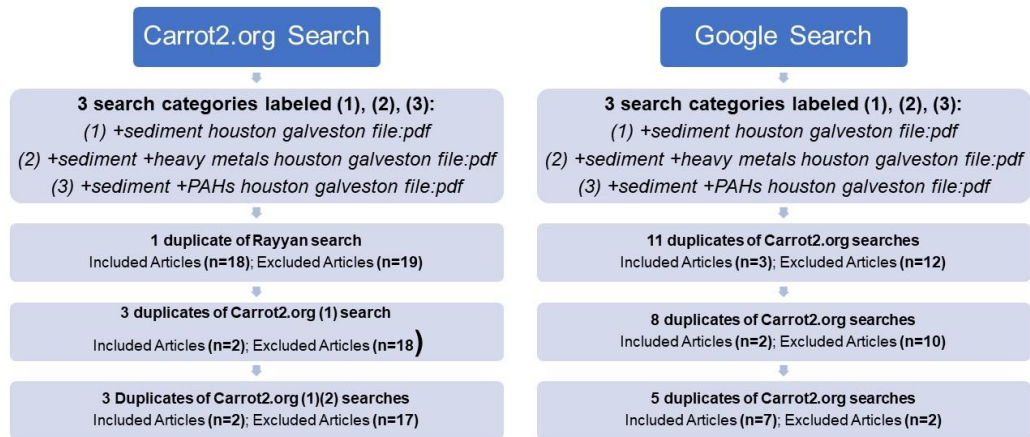 Carrot2.org Search
3 search categories labeled (1), (2), (3):
(1) +sediment houston galveston file:pdf
(2) +sediment +heavy metals houston galveston file:pdf
(3) +sediment +PAHs houston galveston file:pdf
1 duplicate of Rayyan search
Included Articles (n=18); Excluded Articles (n=19)
3 duplicates of Carrot2.org (1) search
Included Articles (n=2); Excluded Articles (n=18)
3 Duplicates of Carrot2.org (1)(2) searches
Included Articles (n=2); Excluded Articles (n=17)
Google Search
3 search categories labeled (1), (2), (3):
(1) +sediment houston galveston file:pdf
(2) +sediment +heavy metals houston galveston file:pdf
(3) +sediment +PAHs houston galveston file:pdf
11 duplicates of Carrot2.org searches
Included Articles (n=3); Excluded Articles (n=12)
8 duplicates of Carrot2.org searches
Included Articles (n=2); Excluded Articles (n=10)
5 duplicates of Carrot2.org searches
Included Articles (n=7); Excluded Articles (n=2)